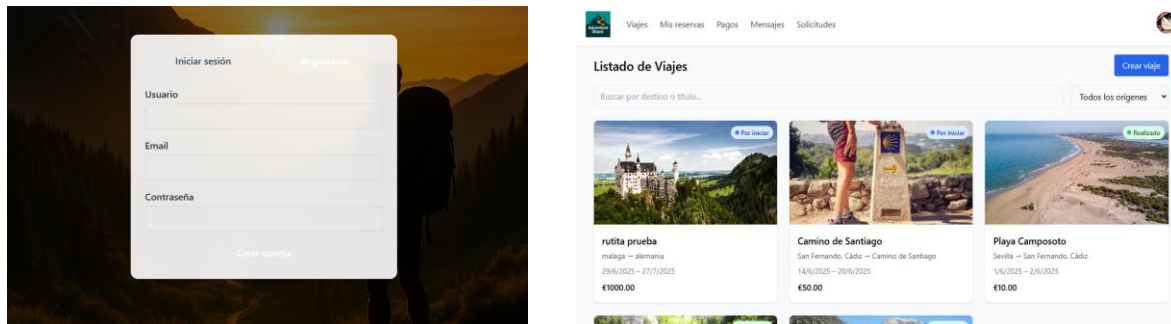 Iniciar sesión
Registrarse
Usuario
Email
Contraseña
Crear cuenta
Adventure Share
Viajes Mis reservas Pagos Mensajes Solicitudes
Listado de Viajes
Crear viaje
Buscar por destino o título...
Todos los orígenes
Por iniciar
Por iniciar
Realizado
rutita prueba
malaga → alemania
29/6/2025 – 27/7/2025
€1000.00
Camino de Santiago
San Fernando, Cádiz → Camino de Santiago
14/6/2025 – 20/6/2025
€50.00
Playa Camposoto
Sevilla → San Fernando, Cádiz
1/6/2025 – 2/6/2025
€10.00